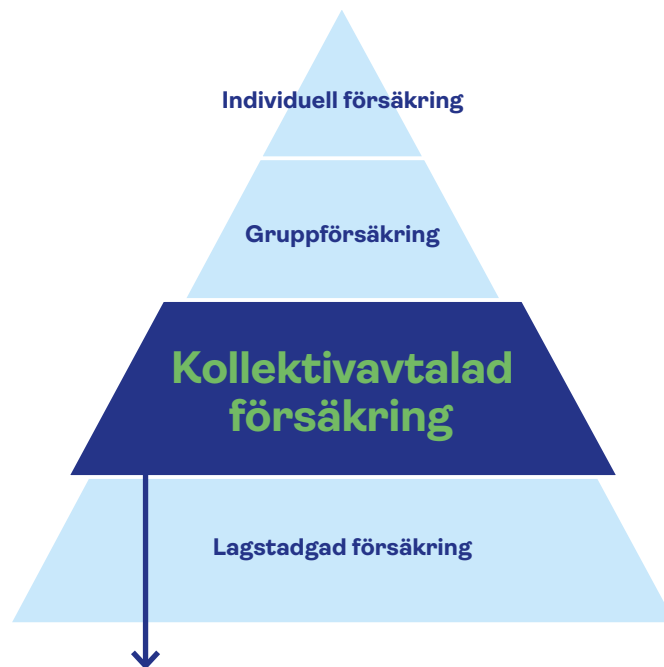 Individuell försäkring
Gruppförsäkring
Kollektivavtalad
försäkring
Lagstadgad försäkring